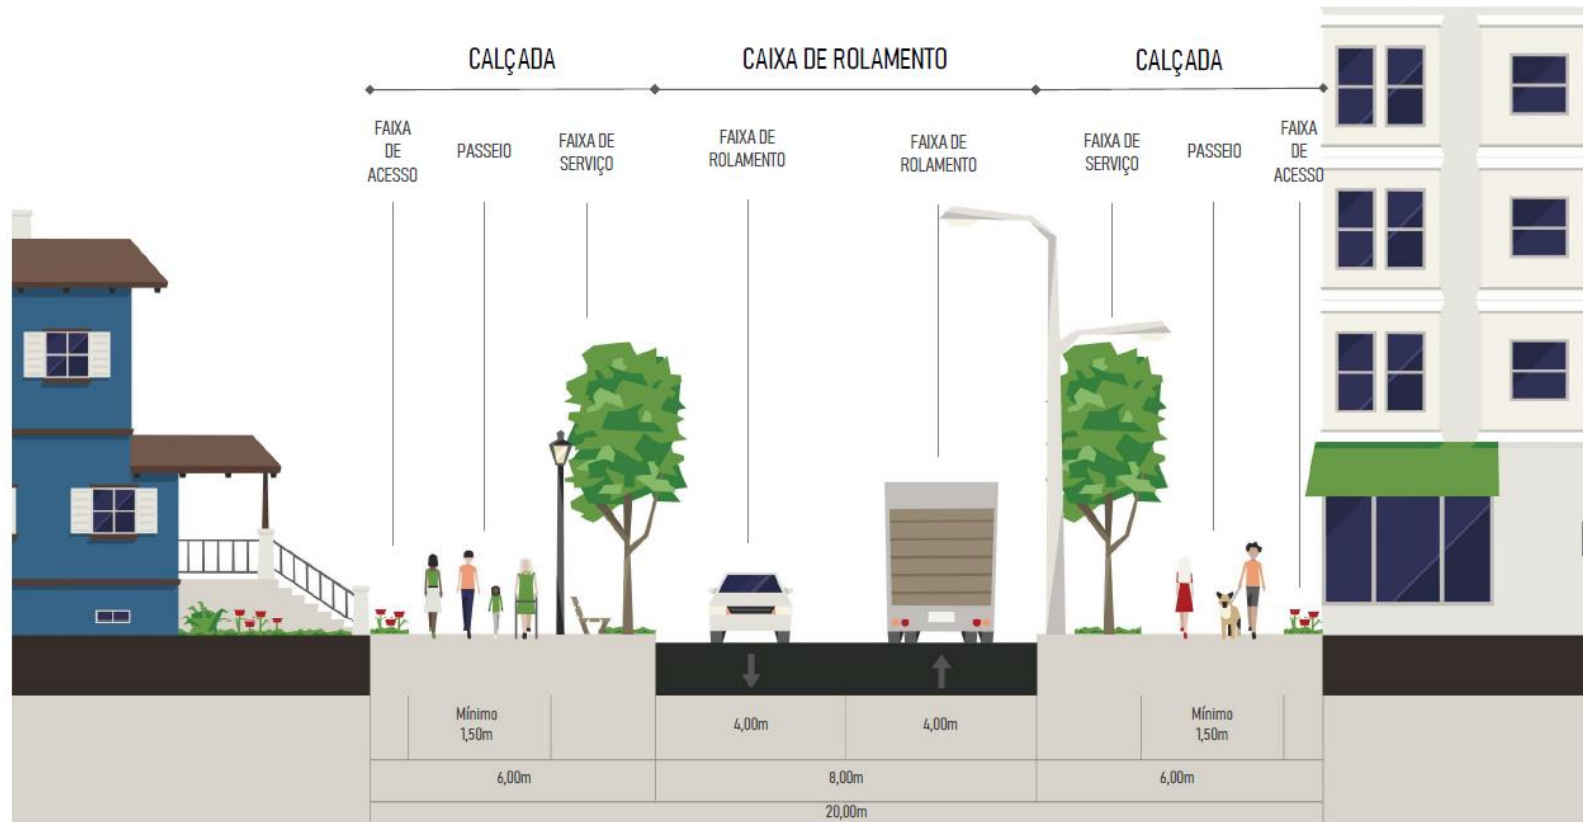 CALÇADA
CAIXA DE ROLAMENTO
CALÇADA
FAIXA
DE
ACESSO
PASSEIO
FAIXA DE
SERVIÇO
FAIXA DE
ROLAMENTO
FAIXA DE
ROLAMENTO
FAIXA DE
SERVIÇO
PASSEIO
FAIXA
DE
ACESSO
Mínimo
1,50m
4,00m
4,00m
Mínimo
1,50m
6,00m
8,00m
6,00m
20,00m